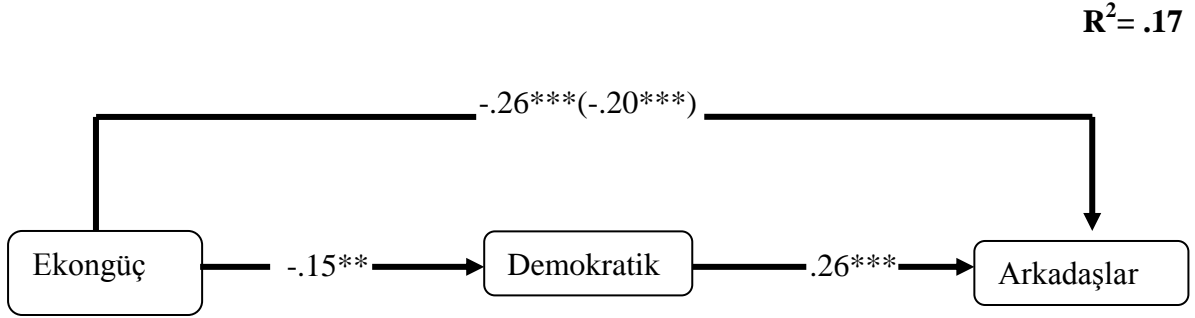 R²= .17
-.26***(-.20***)
Ekongüç
-.15**
Demokratik
.26***
Arkadaşlar